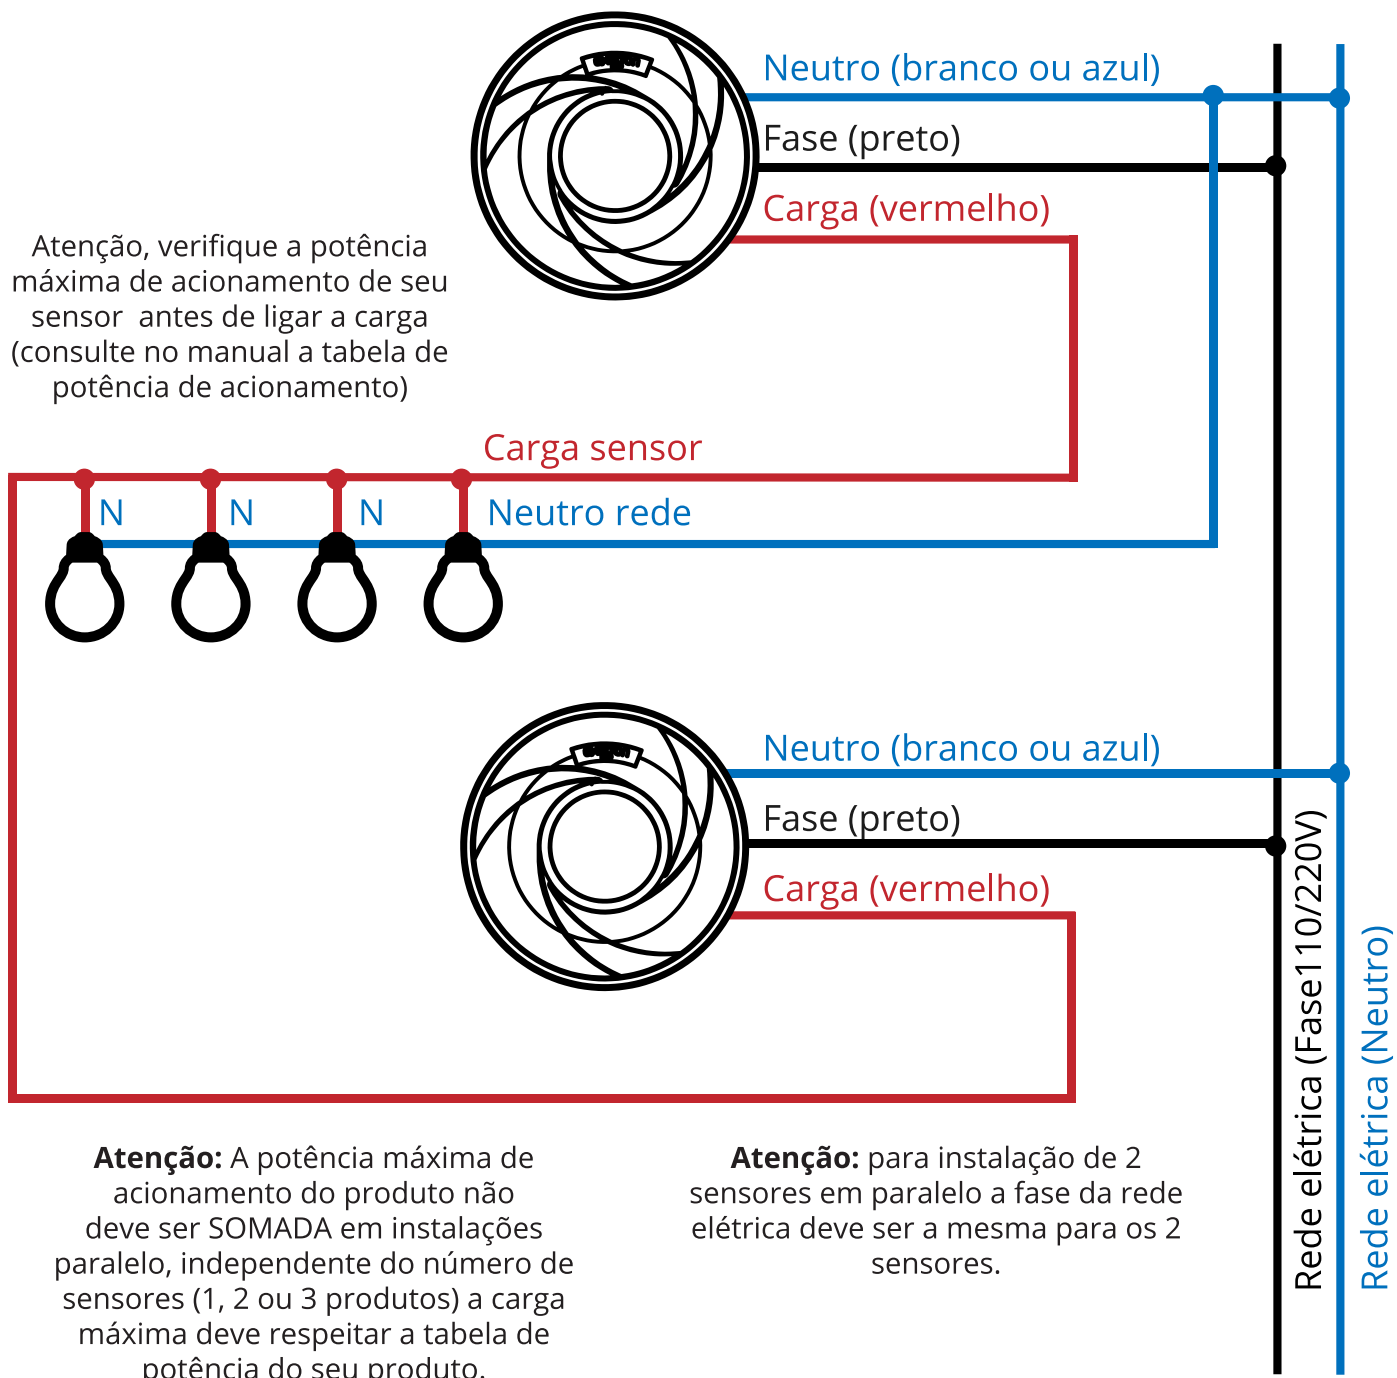 Neutro (branco ou azul)
Fase (preto)
Carga (vermelho)
Atenção, verifique a potência
máxima de acionamento de seu
sensor antes de ligar a carga
(consulte no manual a tabela de
potência de acionamento)
Carga sensor
N
N
N
Neutro rede
Neutro (branco ou azul)
Fase (preto)
Carga (vermelho)
Rede elétrica (Fase110/220V)
Rede elétrica (Neutro)
Atenção: A potência máxima de
acionamento do produto não
deve ser SOMADA em instalações
paralelo, independente do número de
sensores (1, 2 ou 3 produtos) a carga
máxima deve respeitar a tabela de
potência do seu produto.
Atenção: para instalação de 2
sensores em paralelo a fase da rede
elétrica deve ser a mesma para os 2
sensores.